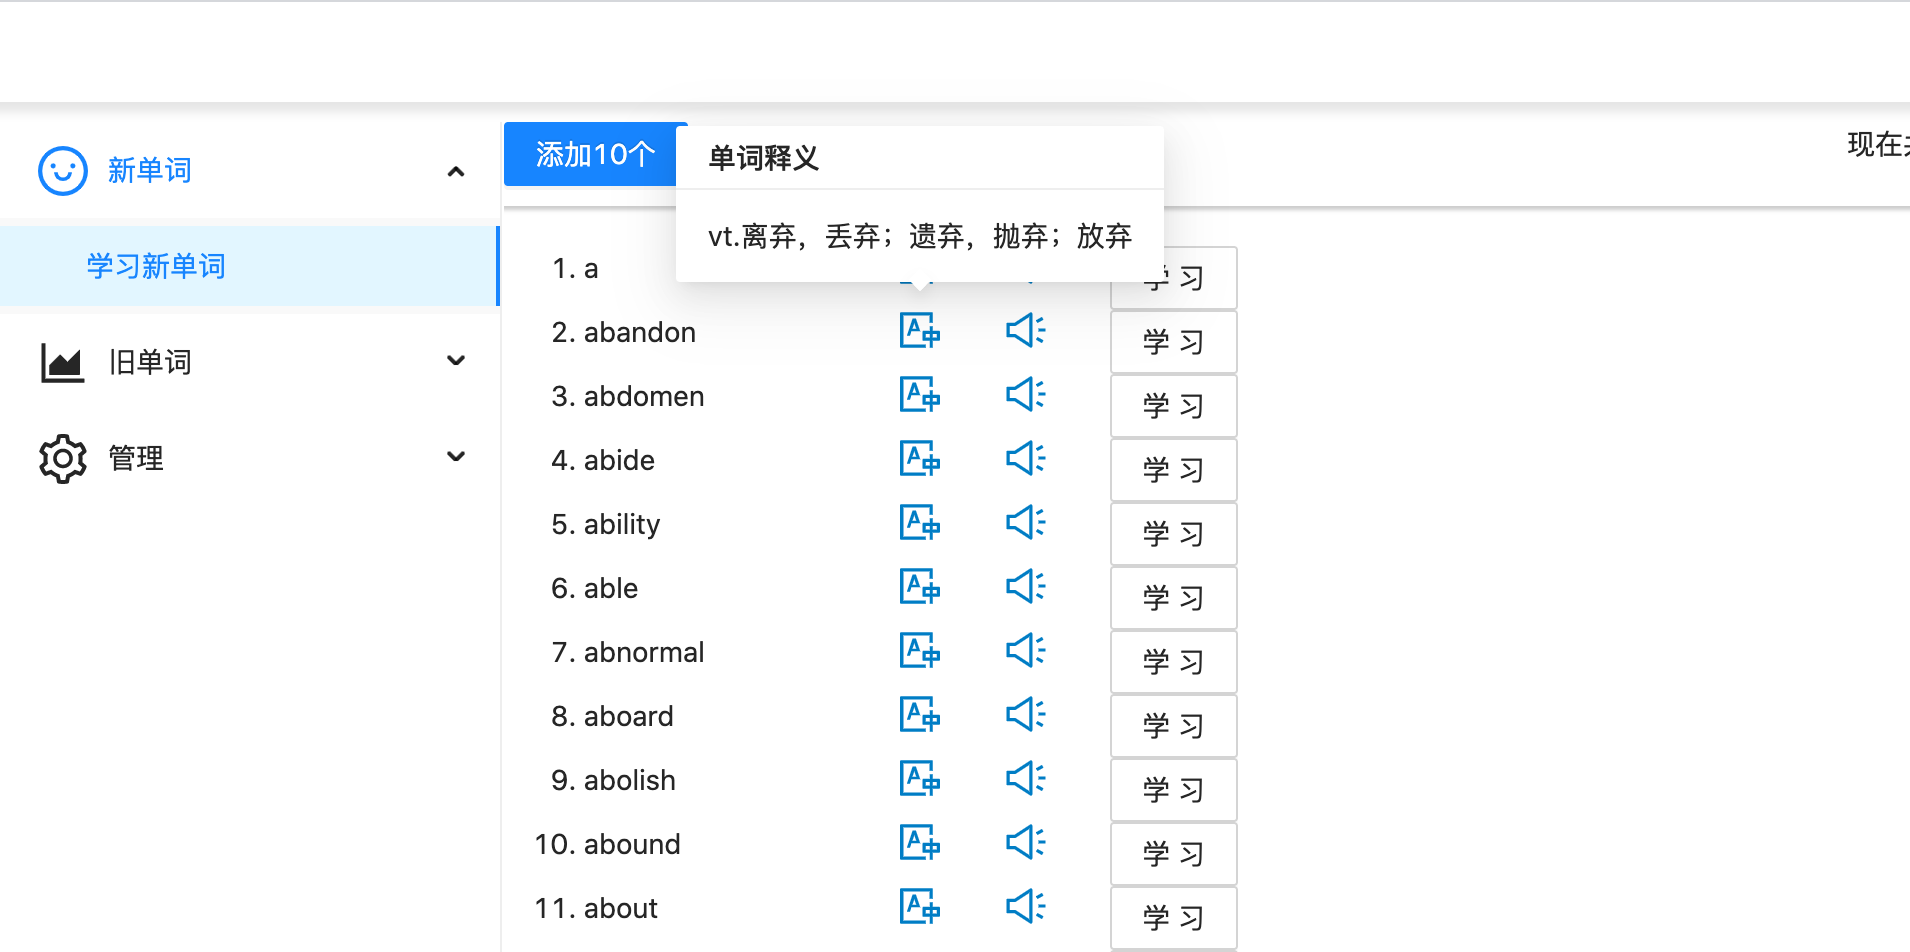 新单词
学习新单词
旧单词
管理
添加10个
现在
单词释义
vt.离弃，丢弃；遗弃，抛弃；放弃
1. a
学 习
2. abandon
学 习
3. abdomen
学 习
4. abide
学 习
5. ability
学 习
6. able
学 习
7. abnormal
学 习
8. aboard
学 习
9. abolish
学 习
10. abound
学 习
11. about
学 习